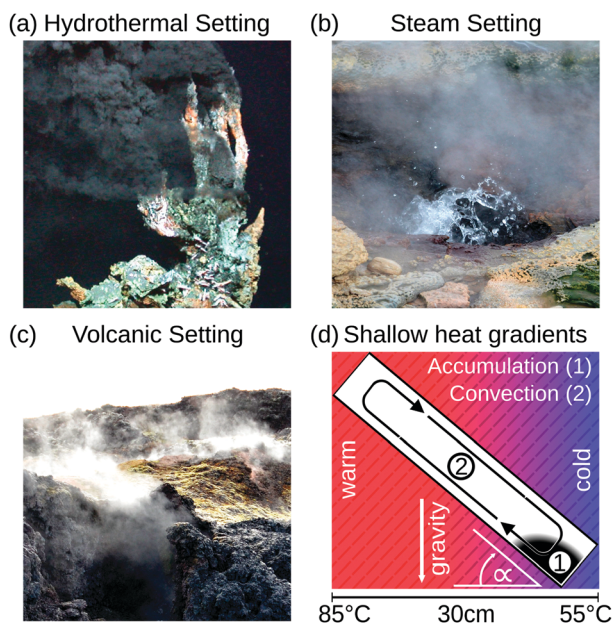 (a) Hydrothermal Setting
(b) Steam Setting
(c) Volcanic Setting
(d) Shallow heat gradients
Accumulation (1)
Convection (2)
warm
2
cold
gravity
∝
1
85°C 30cm 55°C